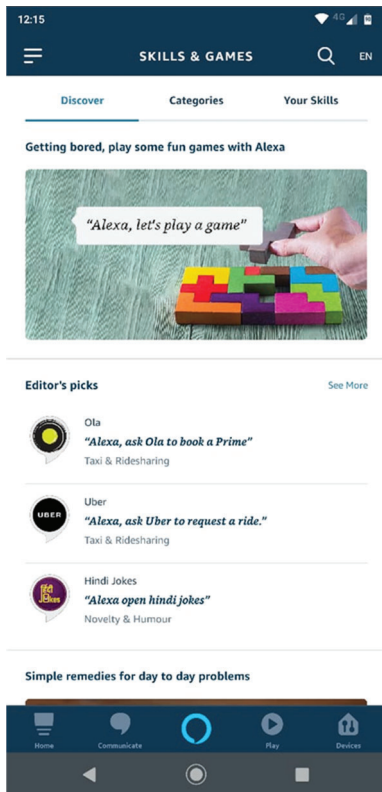 12:15
4G
SKILLS & GAMES
EN
Discover
Categories
Your Skills
Getting bored, play some fun games with Alexa
“Alexa, let's play a game”
Editor's picks
See More
Ola
“Alexa, ask Ola to book a Prime”
Taxi & Ridesharing
UBER
Uber
“Alexa, ask Uber to request a ride.”
Taxi & Ridesharing
Hindi Jokes
“Alexa open hindi jokes”
Novelty & Humour
Simple remedies for day to day problems
Home
Communicate
Play
Devices